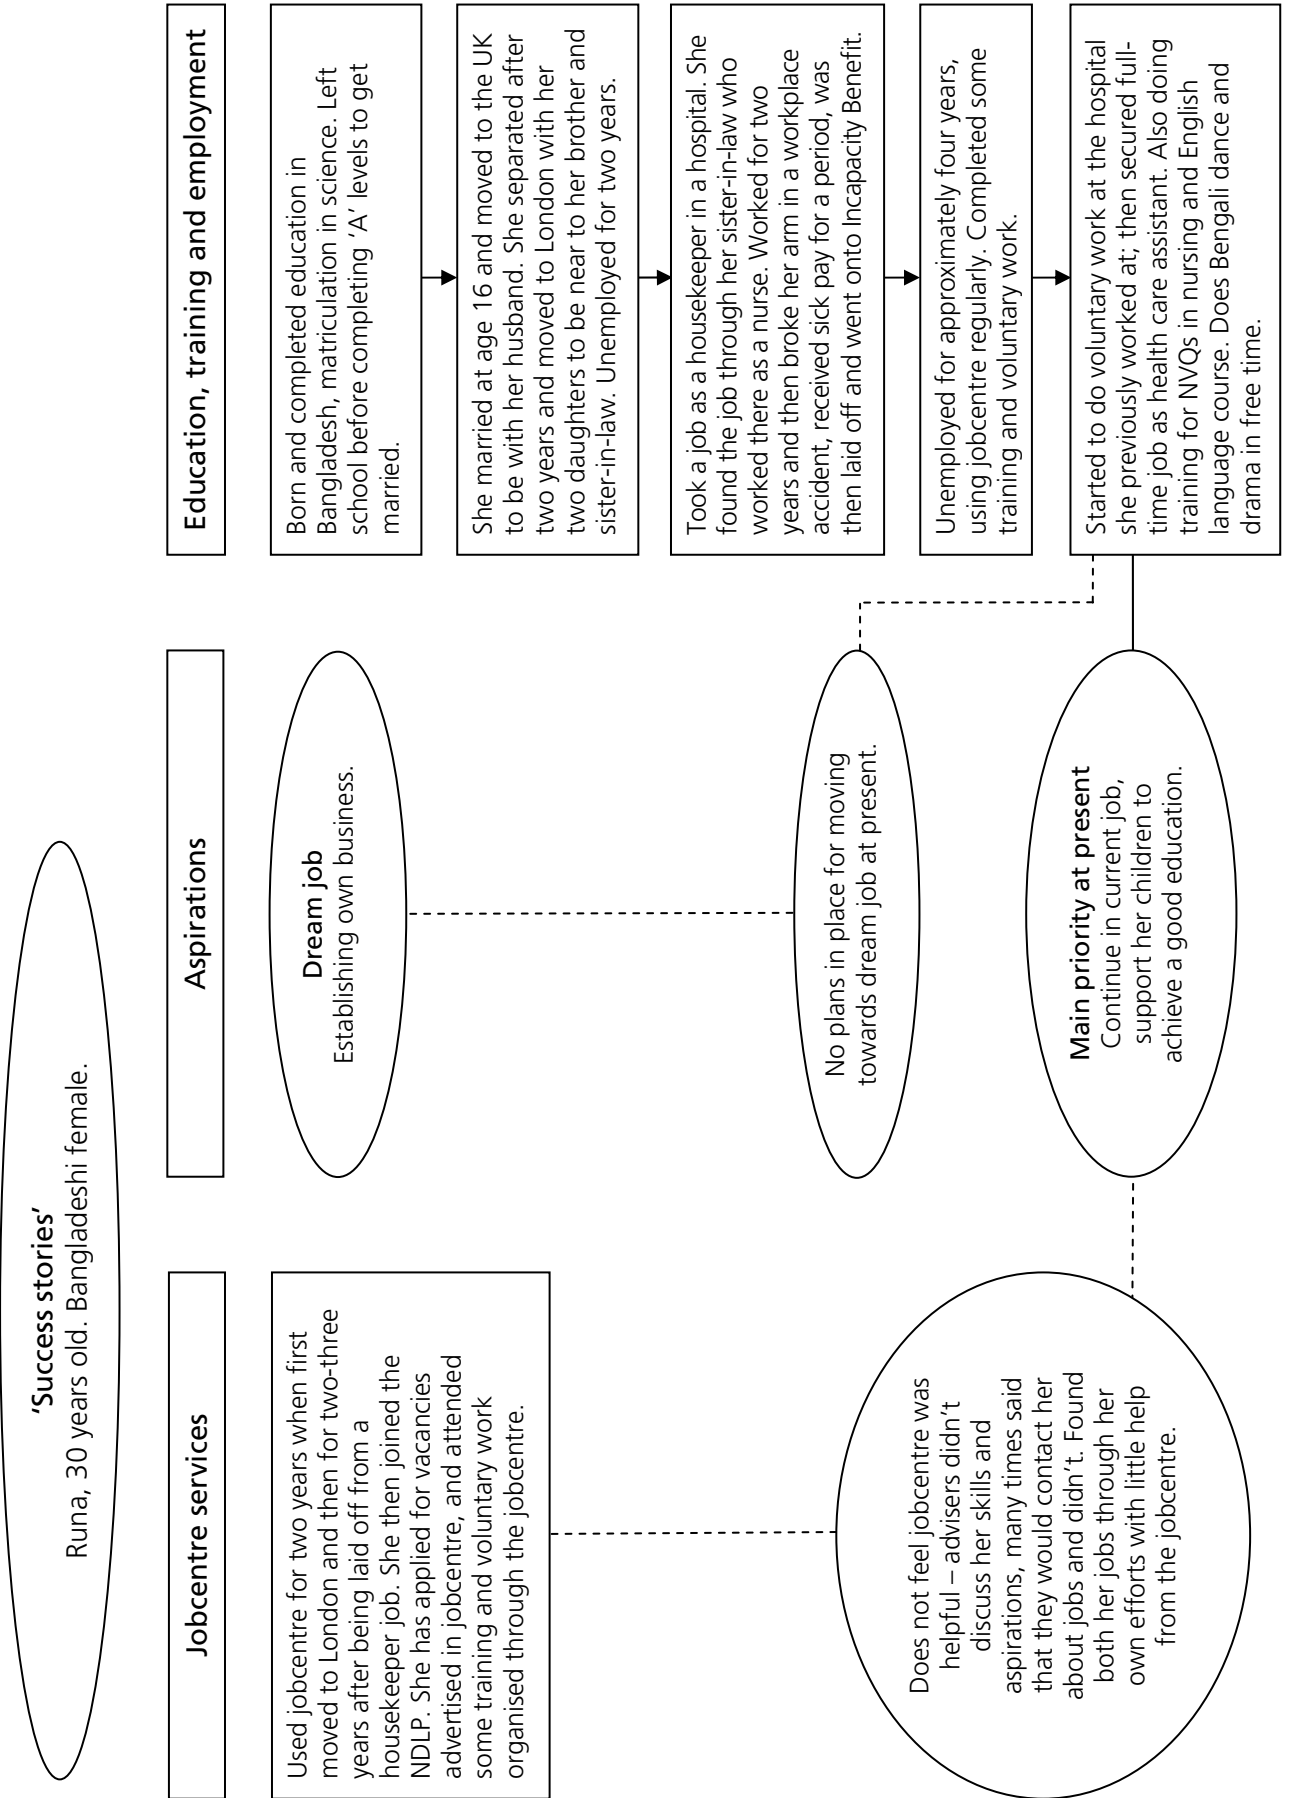 'Success stories'
Runa, 30 years old. Bangladeshi female.
Jobcentre services
Used jobcentre for two years when first
moved to London and then for two-three
years after being laid off from a
housekeeper job. She then joined the
NDLP. She has applied for vacancies
advertised in jobcentre, and attended
some training and voluntary work
organised through the jobcentre.
Does not feel jobcentre was
helpful – advisers didn't
discuss her skills and
aspirations, many times said
that they would contact her
about jobs and didn't. Found
both her jobs through her
own efforts with little help
from the jobcentre.
Aspirations
Dream job
Establishing own business.
No plans in place for moving
towards dream job at present.
Main priority at present
Continue in current job,
support her children to
achieve a good education.
Education, training and employment
Born and completed education in
Bangladesh, matriculation in science. Left
school before completing 'A' levels to get
married.
She married at age 16 and moved to the UK
to be with her husband. She separated after
two years and moved to London with her
two daughters to be near to her brother and
sister-in-law. Unemployed for two years.
Took a job as a housekeeper in a hospital. She
found the job through her sister-in-law who
worked there as a nurse. Worked for two
years and then broke her arm in a workplace
accident, received sick pay for a period, was
then laid off and went onto Incapacity Benefit.
Unemployed for approximately four years,
using jobcentre regularly. Completed some
training and voluntary work.
Started to do voluntary work at the hospital
she previously worked at; then secured full-
time job as health care assistant. Also doing
training for NVQs in nursing and English
language course. Does Bengali dance and
drama in free time.